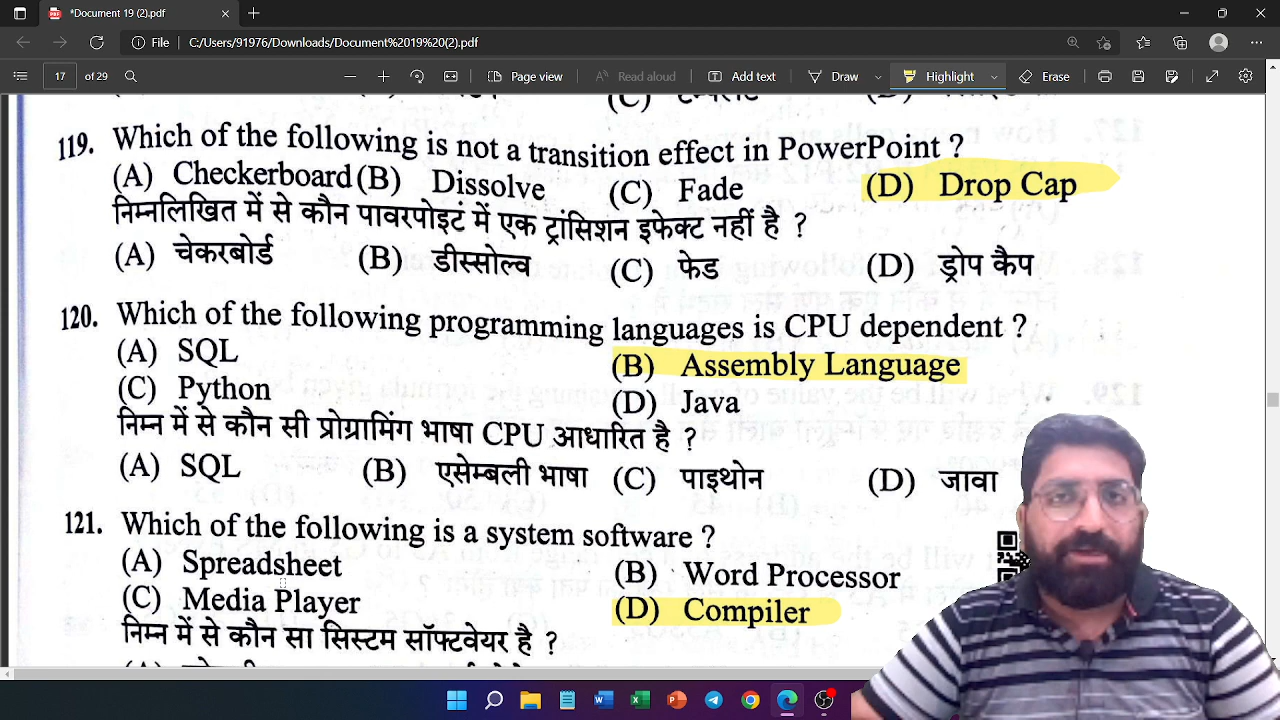 *Document 19 (2).pdf
File C:/Users/91976/Downloads/Document%2019%20(2).pdf
17 of 29 Page view Read aloud Add text Draw Highlight Erase
119. Which of the following is not a transition effect in PowerPoint ?
(A) Checkerboard (B) Dissolve (C) Fade (D) Drop Cap
निम्नलिखित में से कौन पावरपोइटं में एक ट्रांसिशन इफेक्ट नहीं है ?
(A) चेकरबोर्ड (B) डीस्सोल्व (C) फेड (D) ड्रोप कैप
120. Which of the following programming languages is CPU dependent ?
(A) SQL (B) Assembly Language
(C) Python (D) Java
निम्न में से कौन सी प्रोग्रामिंग भाषा CPU आधारित है ?
(A) SQL (B) एसेम्बली भाषा (C) पाइथोन (D) जावा
121. Which of the following is a system software ?
(A) Spreadsheet (B) Word Processor
(C) Media Player (D) Compiler
निम्न में से कौन सा सिस्टम सॉफ्टवेयर है ?